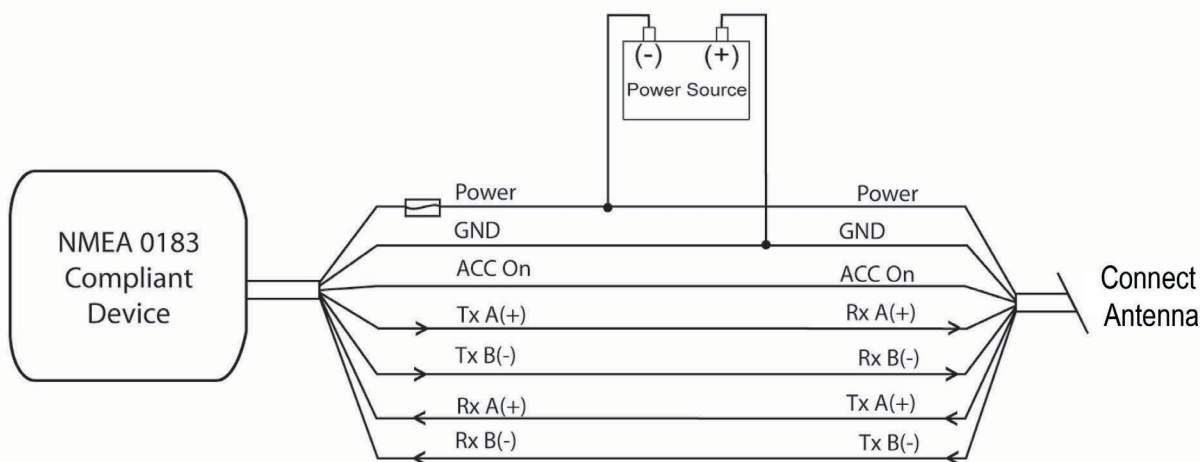 (-) (+)
Power Source
NMEA 0183
Compliant
Device
Power Power
GND GND
ACC On ACC On
Tx A(+) Rx A(+)
Tx B(-) Rx B(-)
Rx A(+) Tx A(+)
Rx B(-) Tx B(-)
Connect
Antenna